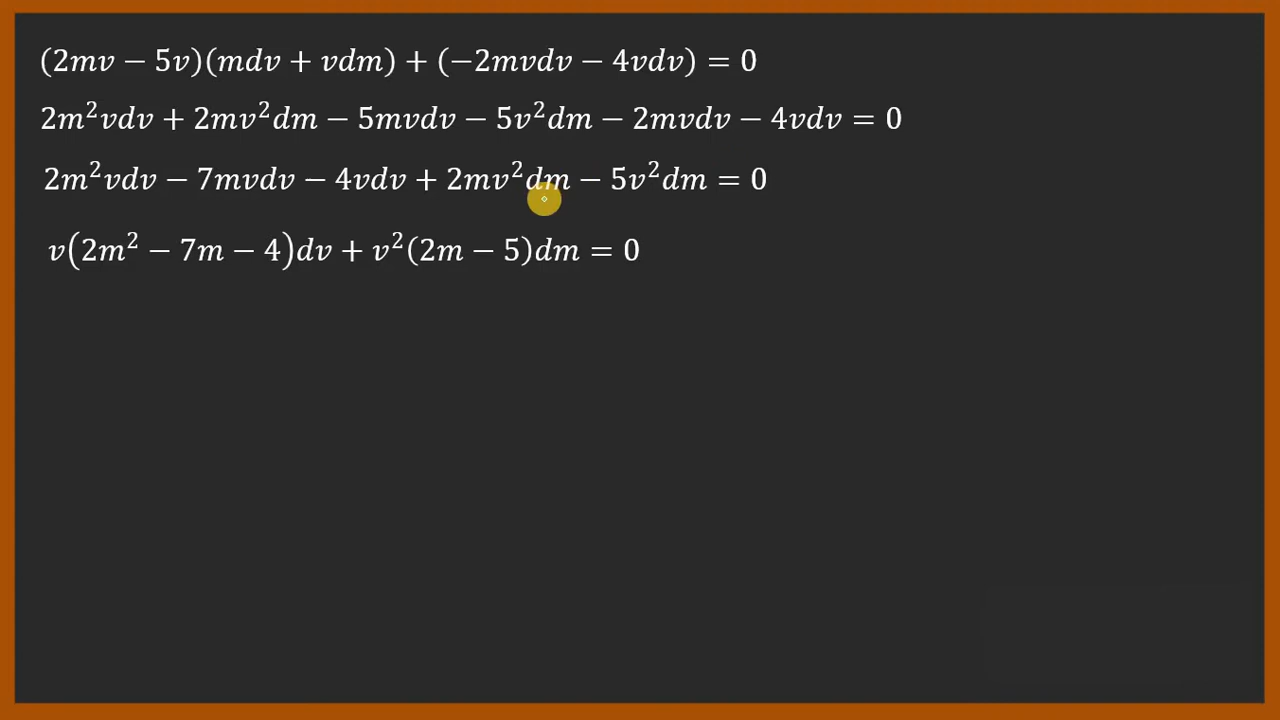 (2mv − 5v)(mdv + vdm) + (−2mvdv − 4vdv) = 0
2m²vdv + 2mv²dm − 5mvdv − 5v²dm − 2mvdv − 4vdv = 0
2m²vdv − 7mvdv − 4vdv + 2mv²dm − 5v²dm = 0
v(2m² − 7m − 4)dv + v²(2m − 5)dm = 0